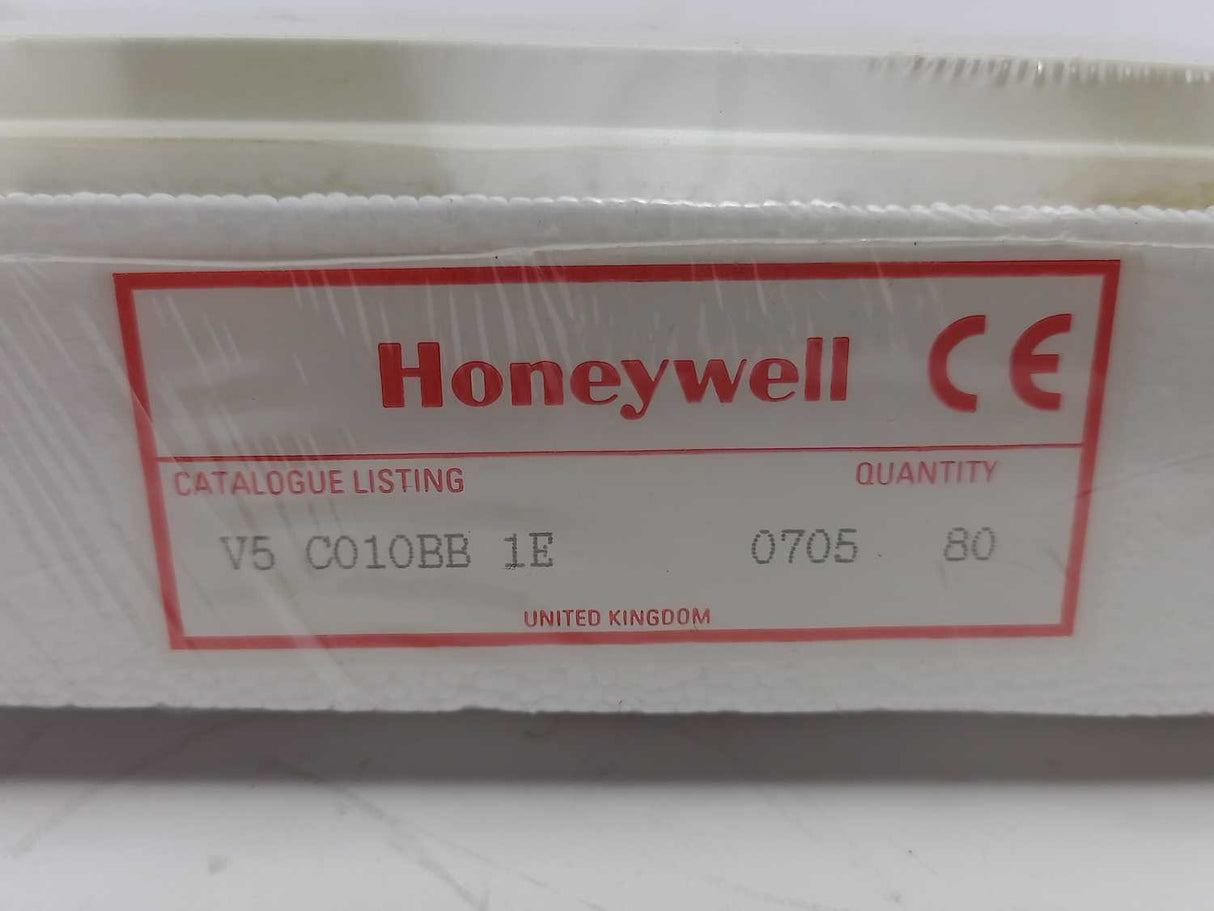 Honeywell CE
CATALOGUE LISTING QUANTITY
V5 C010BB 1E 0705 80
UNITED KINGDOM